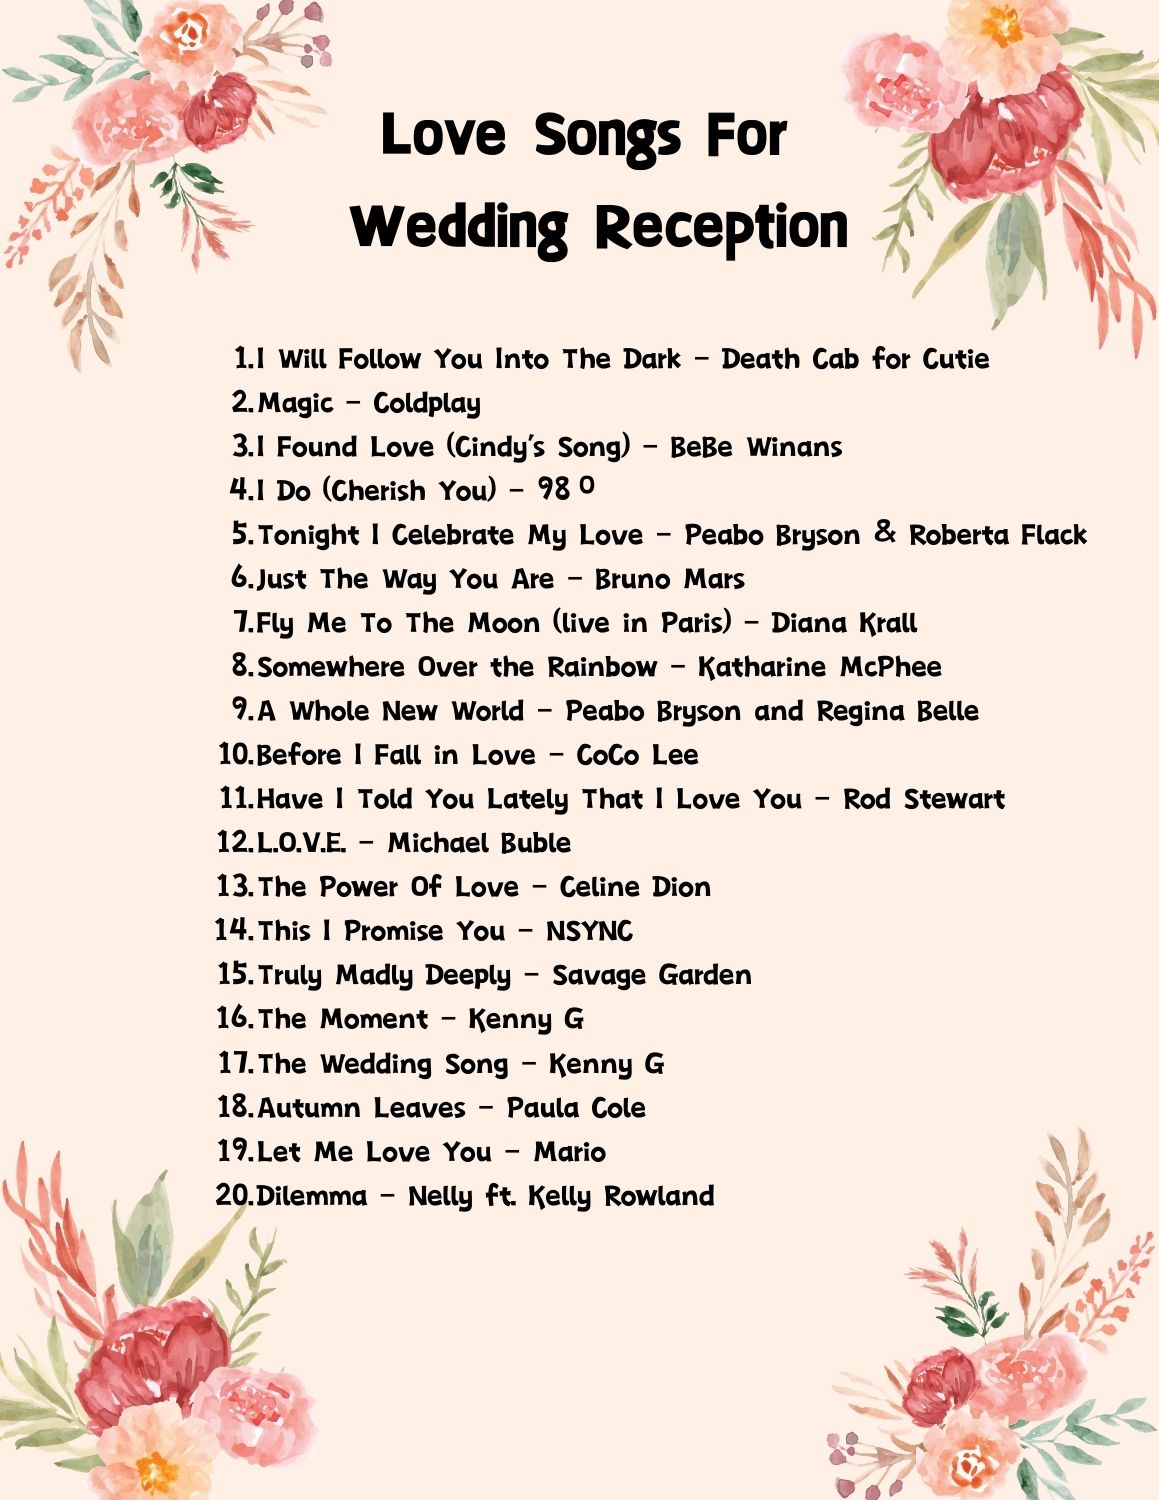 Love Songs For
Wedding Reception
1. I Will Follow You Into The Dark – Death Cab for Cutie
2. Magic – Coldplay
3. I Found Love (Cindy's Song) – BeBe Winans
4. I Do (Cherish You) – 98 º
5. Tonight I Celebrate My Love – Peabo Bryson & Roberta Flack
6. Just The Way You Are – Bruno Mars
7. Fly Me To The Moon (live in Paris) – Diana Krall
8. Somewhere Over the Rainbow – Katharine McPhee
9. A Whole New World – Peabo Bryson and Regina Belle
10. Before I Fall in Love – CoCo Lee
11. Have I Told You Lately That I Love You – Rod Stewart
12. L.O.V.E. – Michael Buble
13. The Power Of Love – Celine Dion
14. This I Promise You – NSYNC
15. Truly Madly Deeply – Savage Garden
16. The Moment – Kenny G
17. The Wedding Song – Kenny G
18. Autumn Leaves – Paula Cole
19. Let Me Love You – Mario
20. Dilemma – Nelly ft. Kelly Rowland